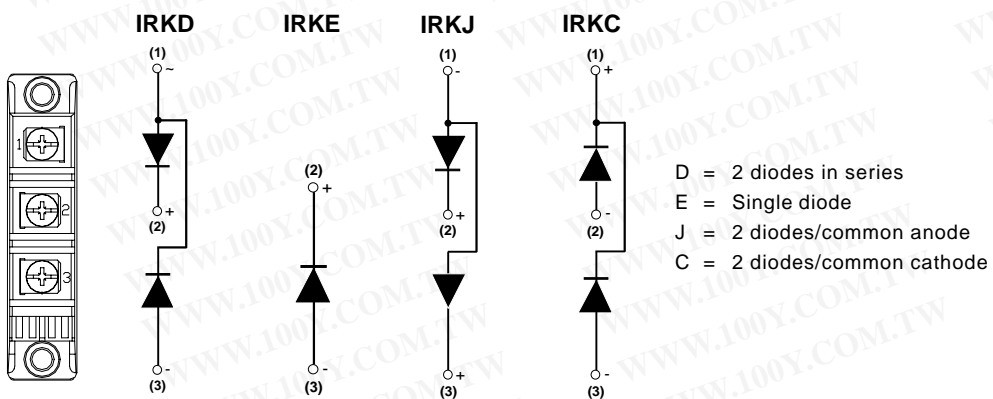 IRKD IRKE IRKJ IRKC
(1) (1) (1)
~ - +
1
(2)
+
2
+ + -
(2) (2) (2)
3
- - + -
(3) (3) (3) (3)
D = 2 diodes in series
E = Single diode
J = 2 diodes/common anode
C = 2 diodes/common cathode
WWW.100Y.COM.TW